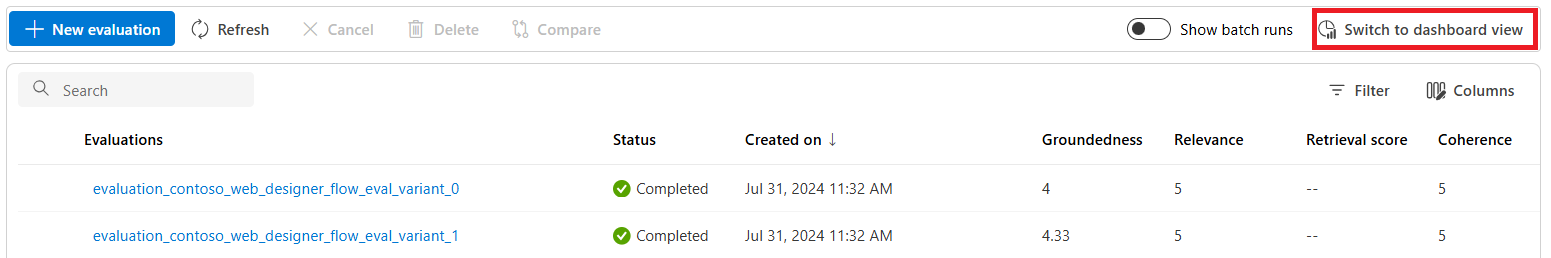 New evaluation Refresh Cancel Delete Compare Show batch runs Switch to dashboard view
Search Filter Columns
Evaluations Status Created on ↓ Groundedness Relevance Retrieval score Coherence
evaluation_contoso_web_designer_flow_eval_variant_0 Completed Jul 31, 2024 11:32 AM 4 5 -- 5
evaluation_contoso_web_designer_flow_eval_variant_1 Completed Jul 31, 2024 11:32 AM 4.33 5 -- 5